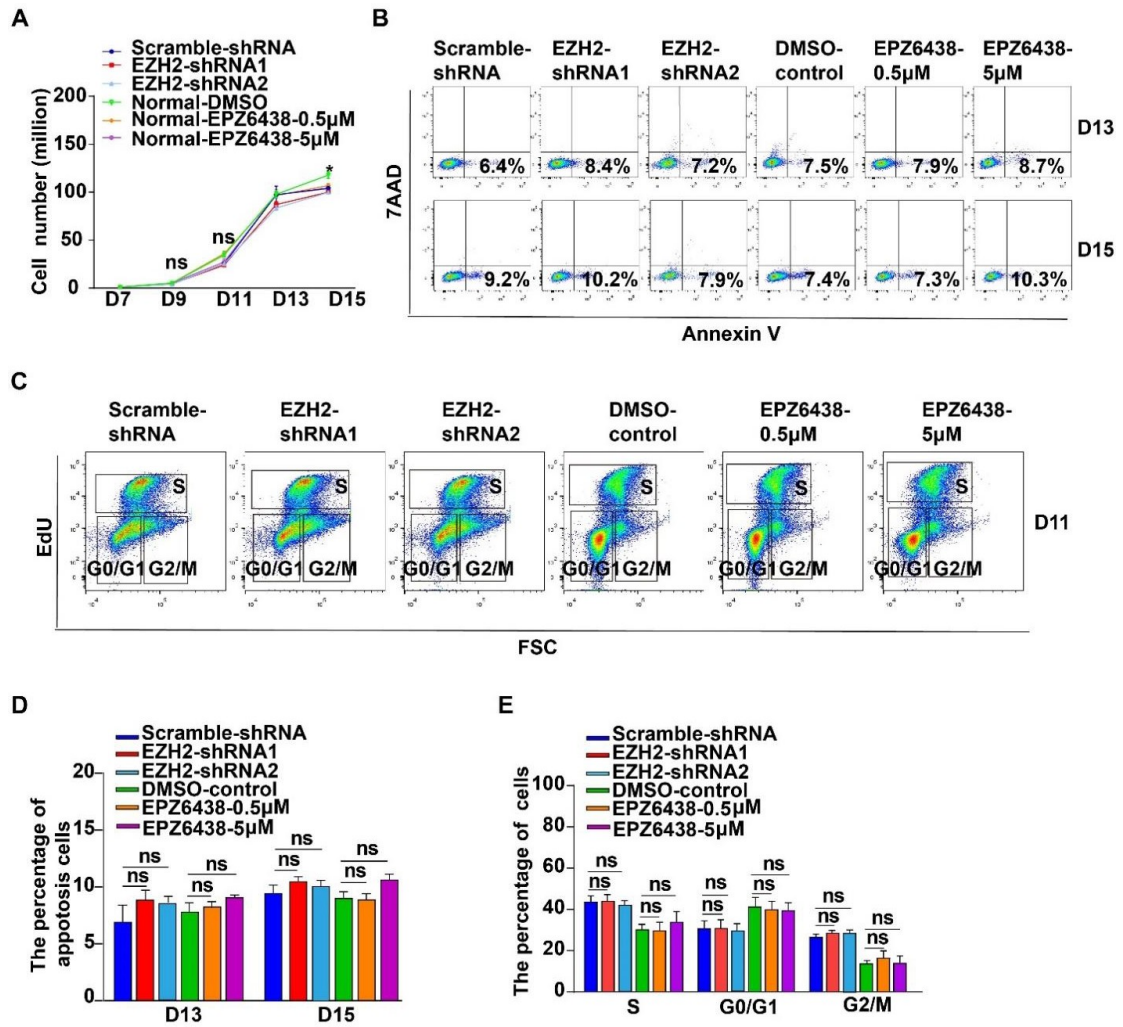 A
Scramble-shRNA
EZH2-shRNA1
EZH2-shRNA2
Normal-DMSO
Normal-EPZ6438-0.5μM
Normal-EPZ6438-5μM
Cell number (million)
200
150
100
50
0
ns
ns
*
D7 D9 D11 D13 D15
B
Scramble-shRNA
EZH2-shRNA1
EZH2-shRNA2
DMSO-control
EPZ6438-0.5μM
EPZ6438-5μM
7AAD
6.4% 8.4% 7.2% 7.5% 7.9% 8.7%
D13
9.2% 10.2% 7.9% 7.4% 7.3% 10.3%
D15
Annexin V
C
Scramble-shRNA
EZH2-shRNA1
EZH2-shRNA2
DMSO-control
EPZ6438-0.5μM
EPZ6438-5μM
EdU
S S S S S S
G0/G1 G2/M G0/G1 G2/M G0/G1 G2/M G0/G1 G2/M G0/G1 G2/M G0/G1 G2/M
D11
FSC
D
Scramble-shRNA
EZH2-shRNA1
EZH2-shRNA2
DMSO-control
EPZ6438-0.5μM
EPZ6438-5μM
The percentage of
appotosis cells
20
15
10
5
0
ns ns ns ns
ns ns ns ns
D13 D15
E
Scramble-shRNA
EZH2-shRNA1
EZH2-shRNA2
DMSO-control
EPZ6438-0.5μM
EPZ6438-5μM
The percentage of cells
100
80
60
40
20
0
ns ns ns ns ns ns
ns ns ns ns ns ns
S G0/G1 G2/M